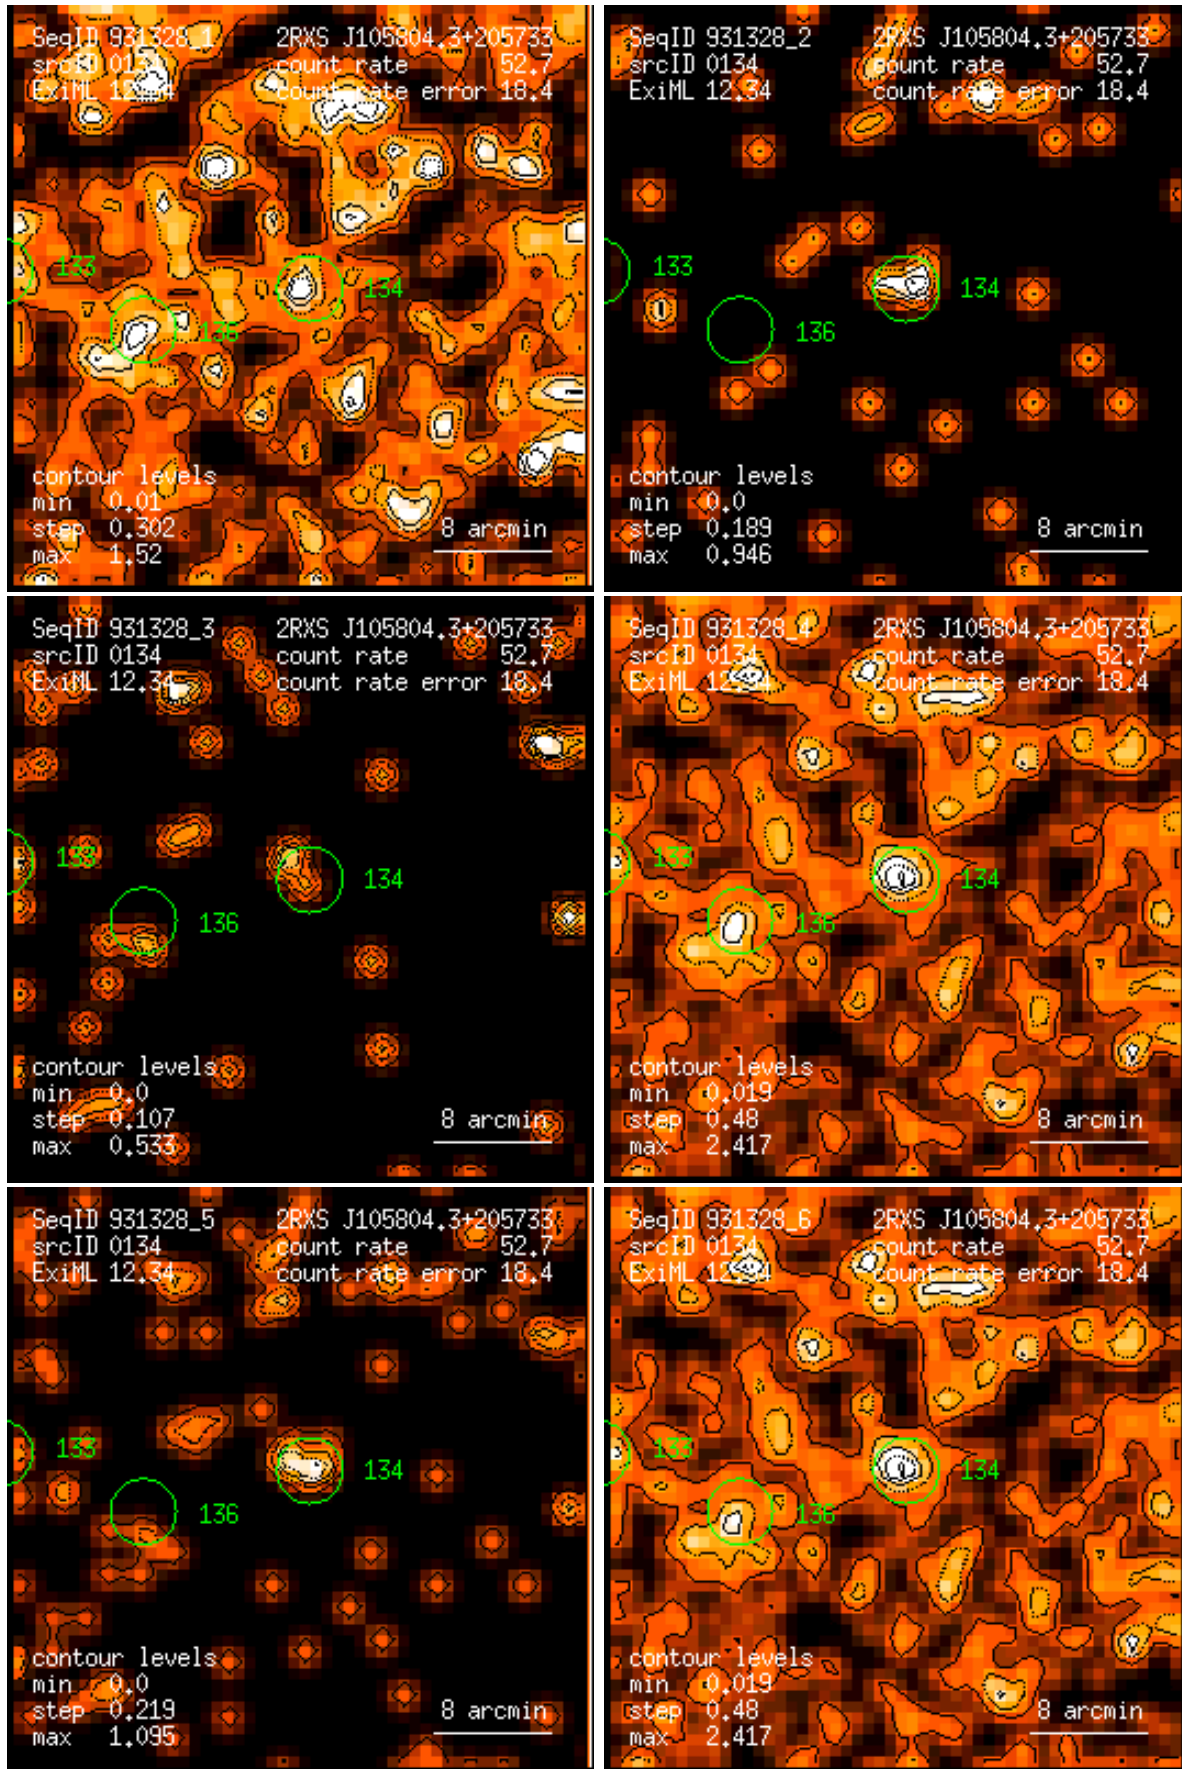 SeqID 931328_1 2RXS J105804.3+205733
srcID 0134 count rate 52.7
ExiML 12.34 count rate error 18.4
133
134
136
contour levels
min 0.01
step 0.302 8 arcmin
max 1.52
SeqID 931328_2 2RXS J105804.3+205733
srcID 0134 count rate 52.7
ExiML 12.34 count rate error 18.4
133
134
136
contour levels
min 0.0
step 0.189 8 arcmin
max 0.946
SeqID 931328_3 2RXS J105804.3+205733
srcID 0134 count rate 52.7
ExiML 12.34 count rate error 18.4
133
134
136
contour levels
min 0.0
step 0.107 8 arcmin
max 0.533
SeqID 931328_4 2RXS J105804.3+205733
srcID 0134 count rate 52.7
ExiML 12.34 count rate error 18.4
133
134
136
contour levels
min 0.019
step 0.48 8 arcmin
max 2.417
SeqID 931328_5 2RXS J105804.3+205733
srcID 0134 count rate 52.7
ExiML 12.34 count rate error 18.4
133
134
136
contour levels
min 0.0
step 0.219 8 arcmin
max 1.095
SeqID 931328_6 2RXS J105804.3+205733
srcID 0134 count rate 52.7
ExiML 12.34 count rate error 18.4
133
134
136
contour levels
min 0.019
step 0.48 8 arcmin
max 2.417